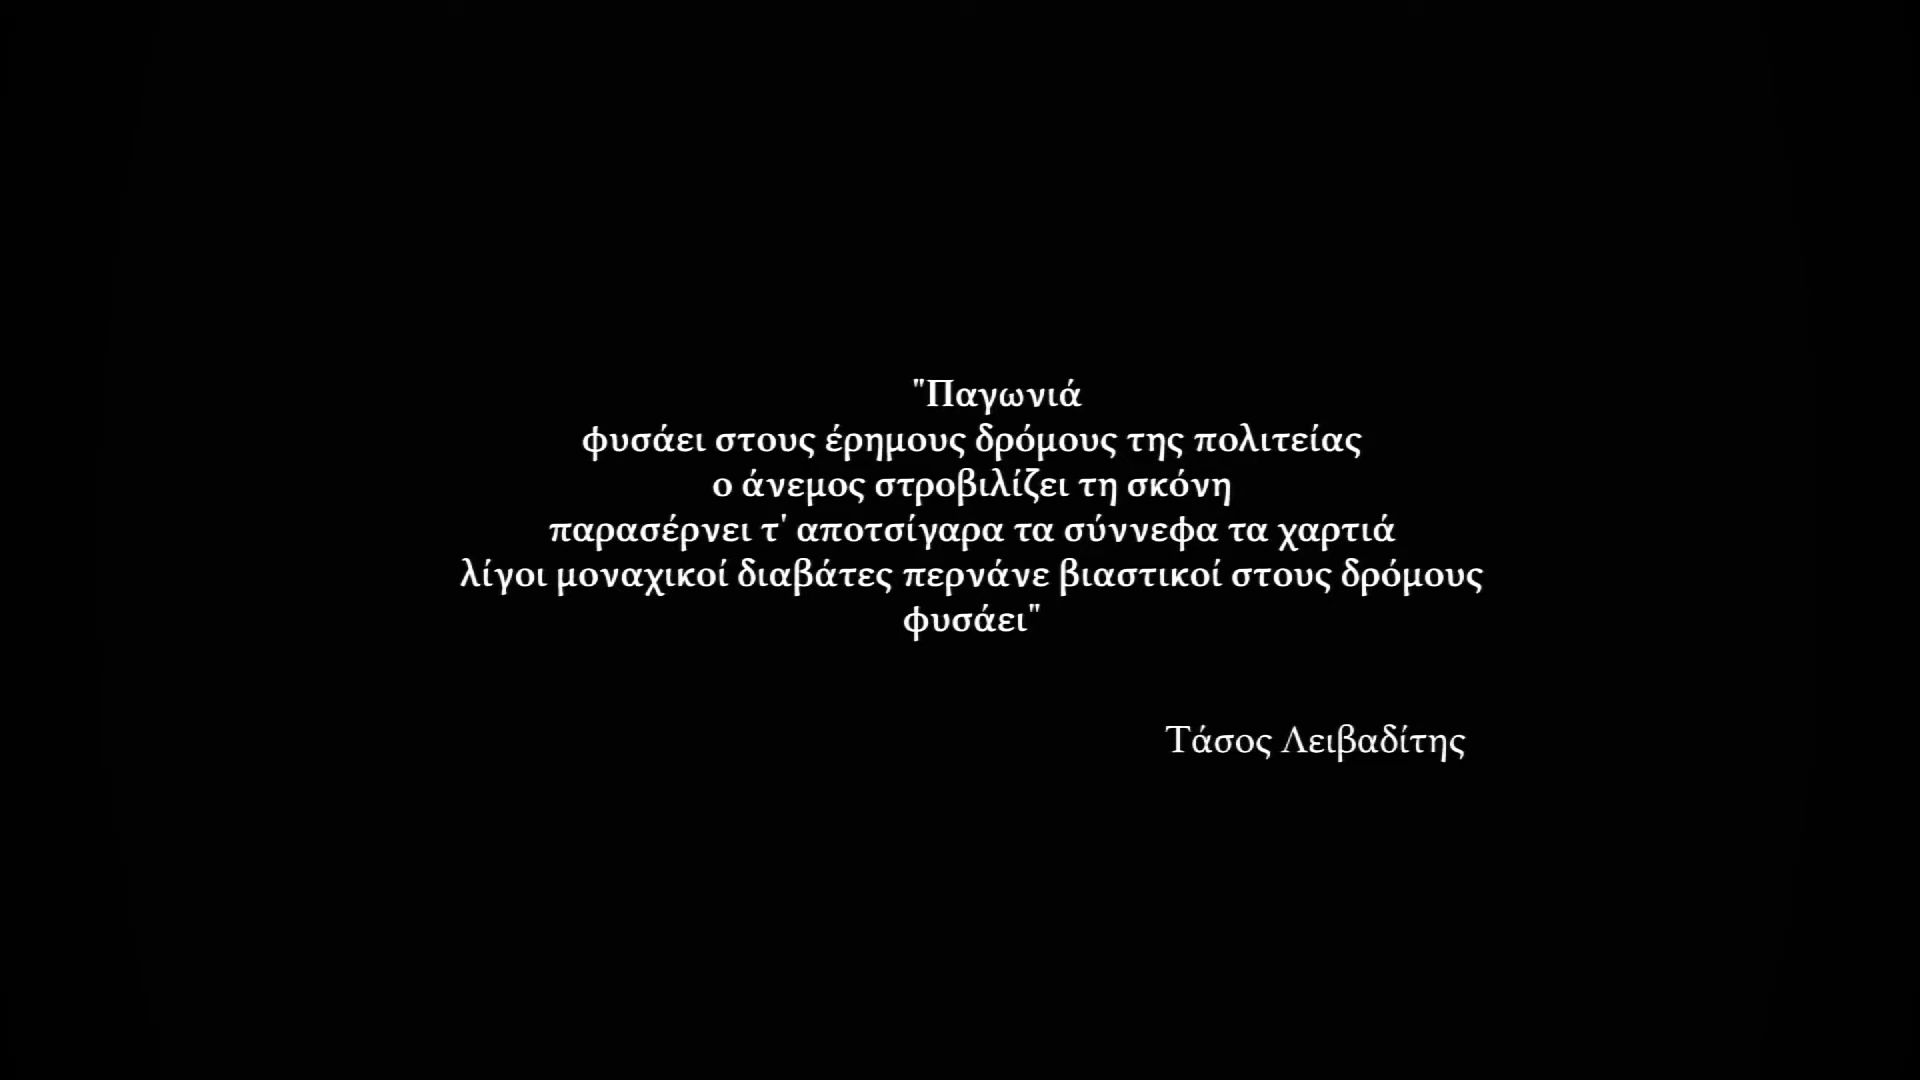 "Παγωνιά
φυσάει στους έρημους δρόμους της πολιτείας
ο άνεμος στροβιλίζει τη σκόνη
παρασέρνει τ' αποτσίγαρα τα σύννεφα τα χαρτιά
λίγοι μοναχικοί διαβάτες περνάνε βιαστικοί στους δρόμους
φυσάει"
Τάσος Λειβαδίτης